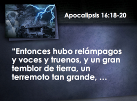 Apocalipsis 16:18-20
“Entonces hubo relámpagos
y voces y truenos, y un gran
temblor de tierra, un
terremoto tan grande, …